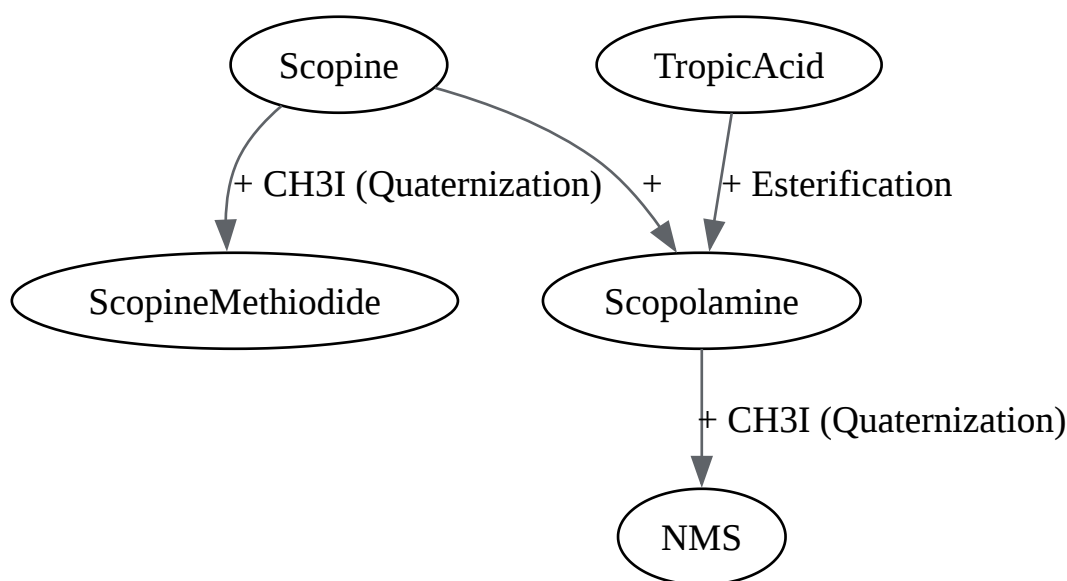 Scopine
TropicAcid
+ CH3I (Quaternization)
+
+ Esterification
ScopineMethiodide
Scopolamine
+ CH3I (Quaternization)
NMS